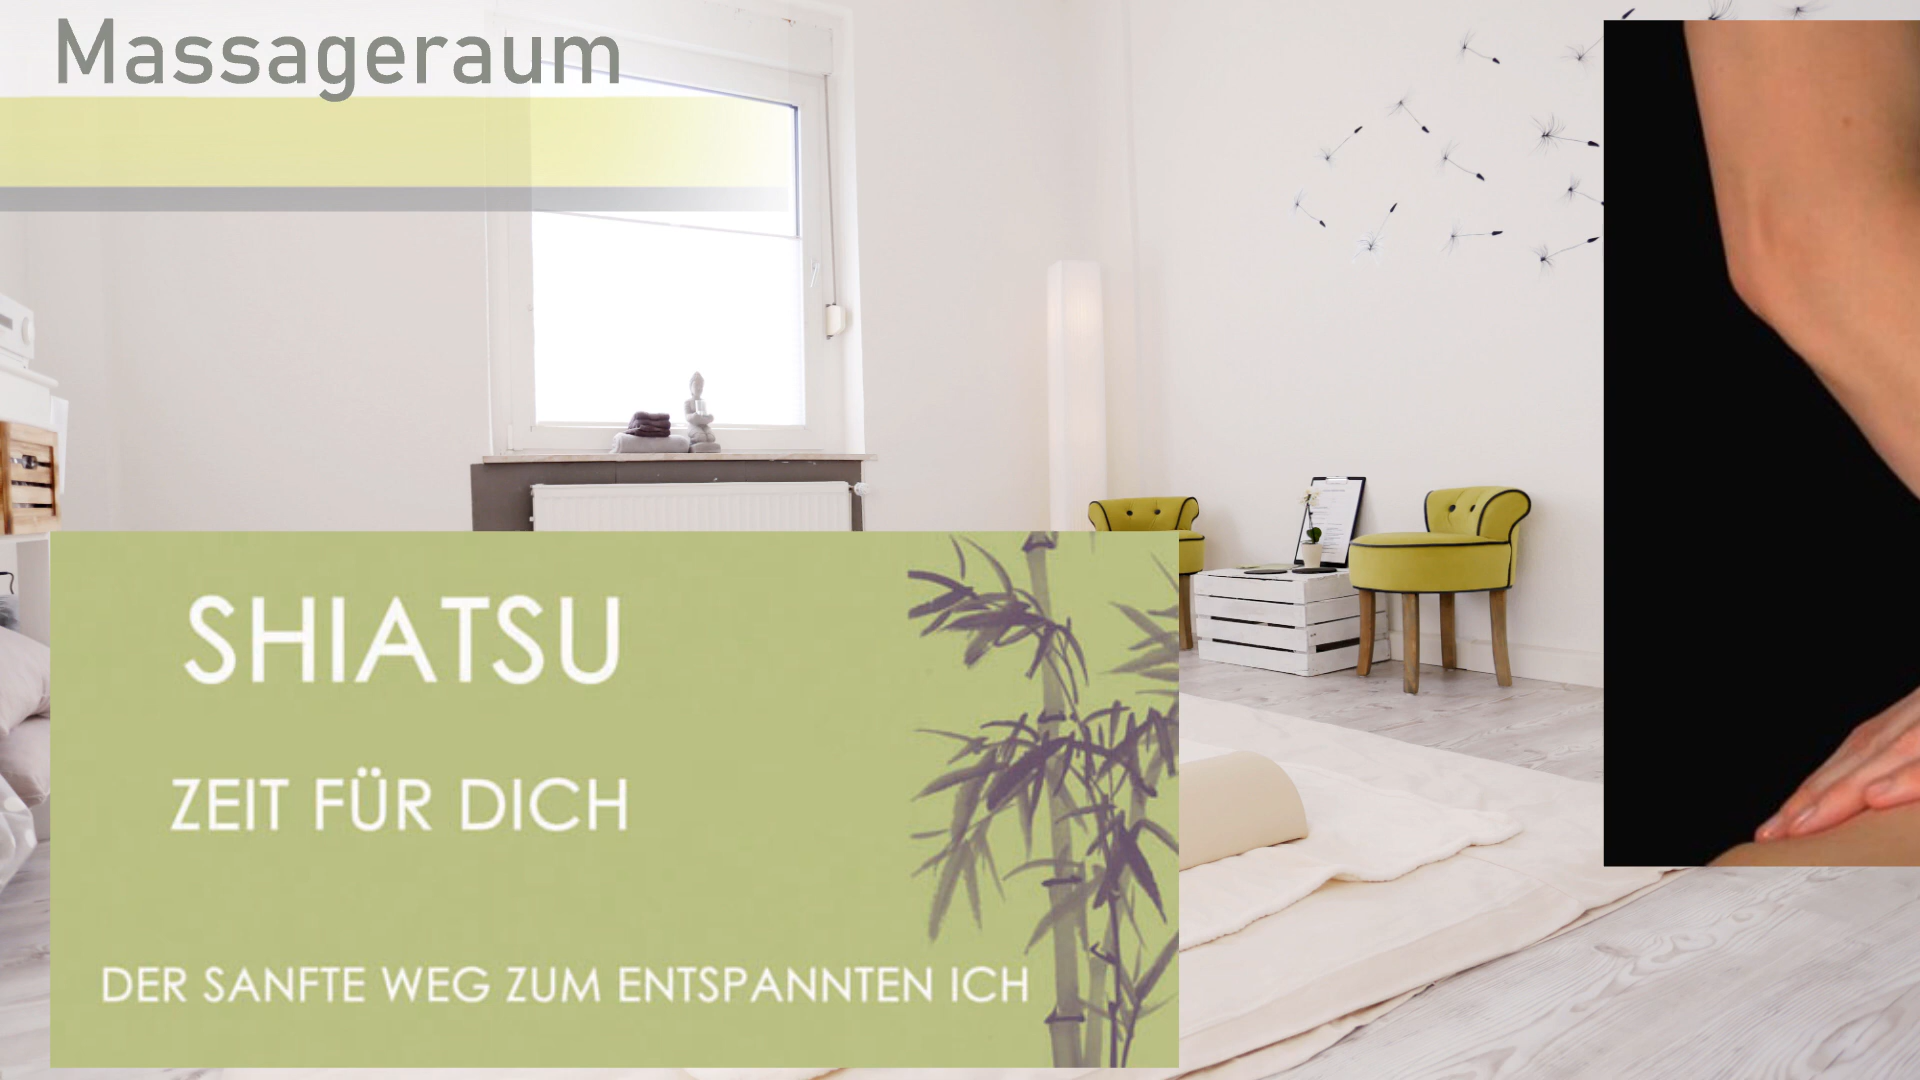 Massageraum
SHIATSU
ZEIT FÜR DICH
DER SANFTE WEG ZUM ENTSPANNTEN ICH